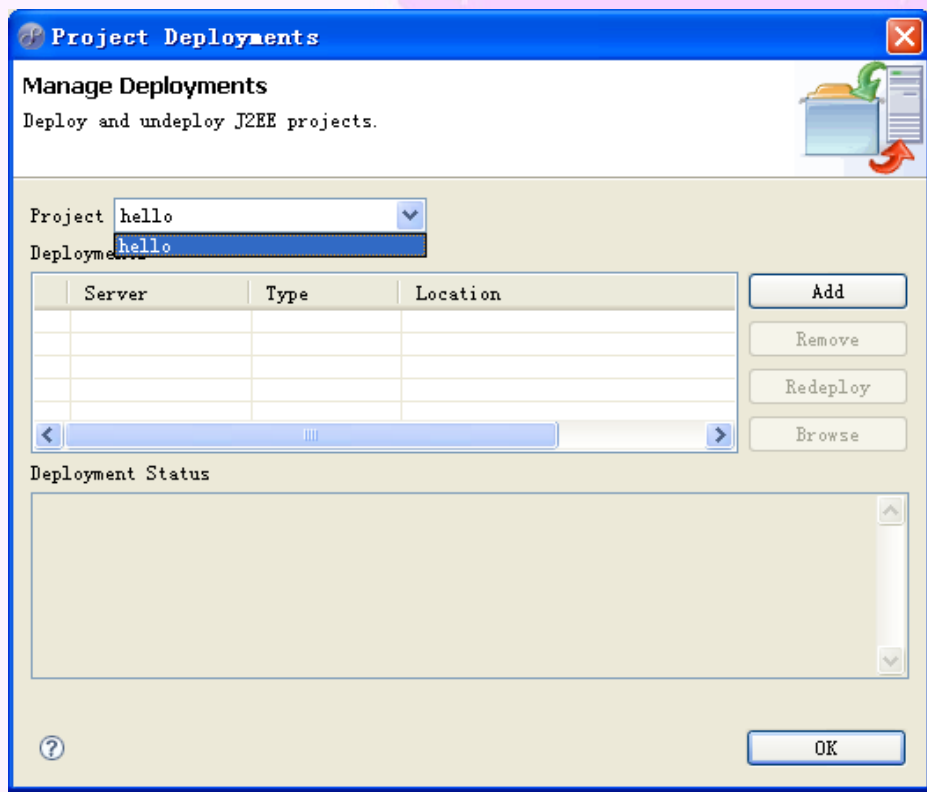 Project Deployments
Manage Deployments
Deploy and undeploy J2EE projects.
Project hello
hello
Server Type Location
Add
Remove
Redeploy
Browse
Deployment Status
OK